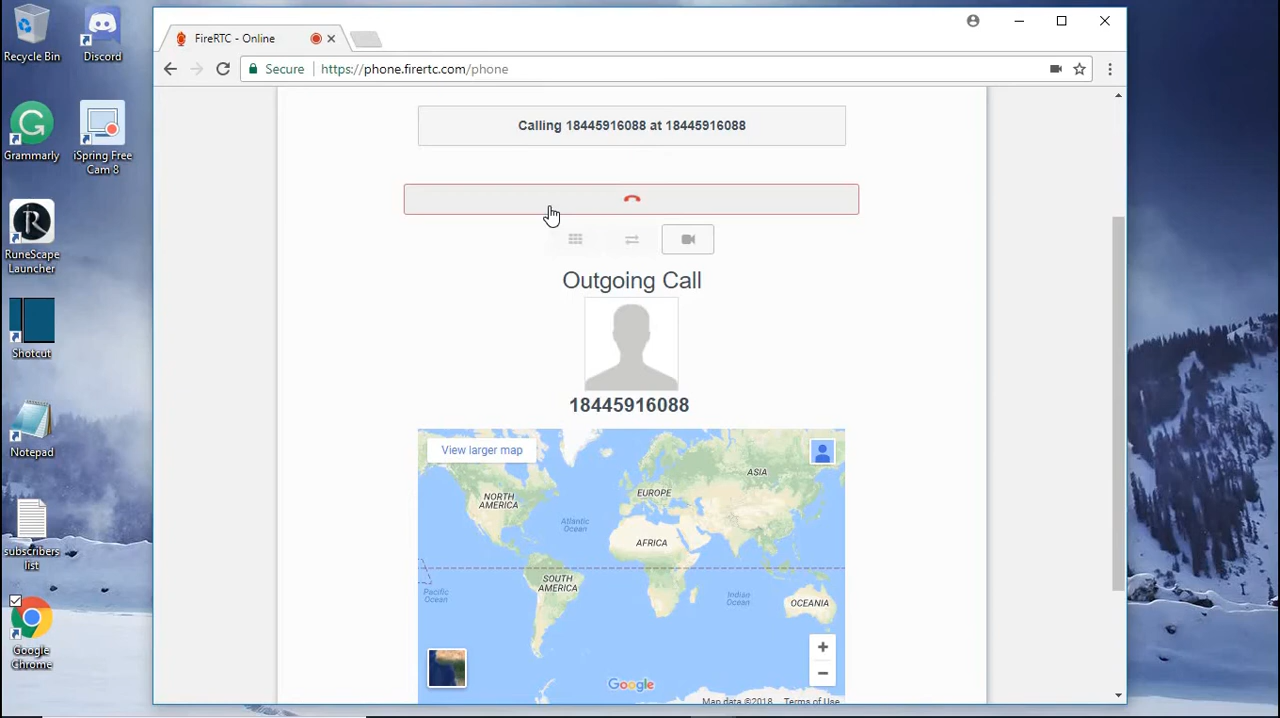 Recycle Bin
Discord
Grammarly
iSpring Free
Cam 8
RuneScape
Launcher
Shotcut
Notepad
subscribers
list
Google
Chrome
FireRTC - Online
Secure
https://phone.firertc.com/phone
Calling 18445916088 at 18445916088
Outgoing Call
18445916088
View larger map
NORTH
AMERICA
EUROPE
ASIA
Atlantic
Ocean
AFRICA
SOUTH
AMERICA
Pacific
Ocean
Indian
Ocean
OCEANIA
Google
Map data ©2018
Terms of Use